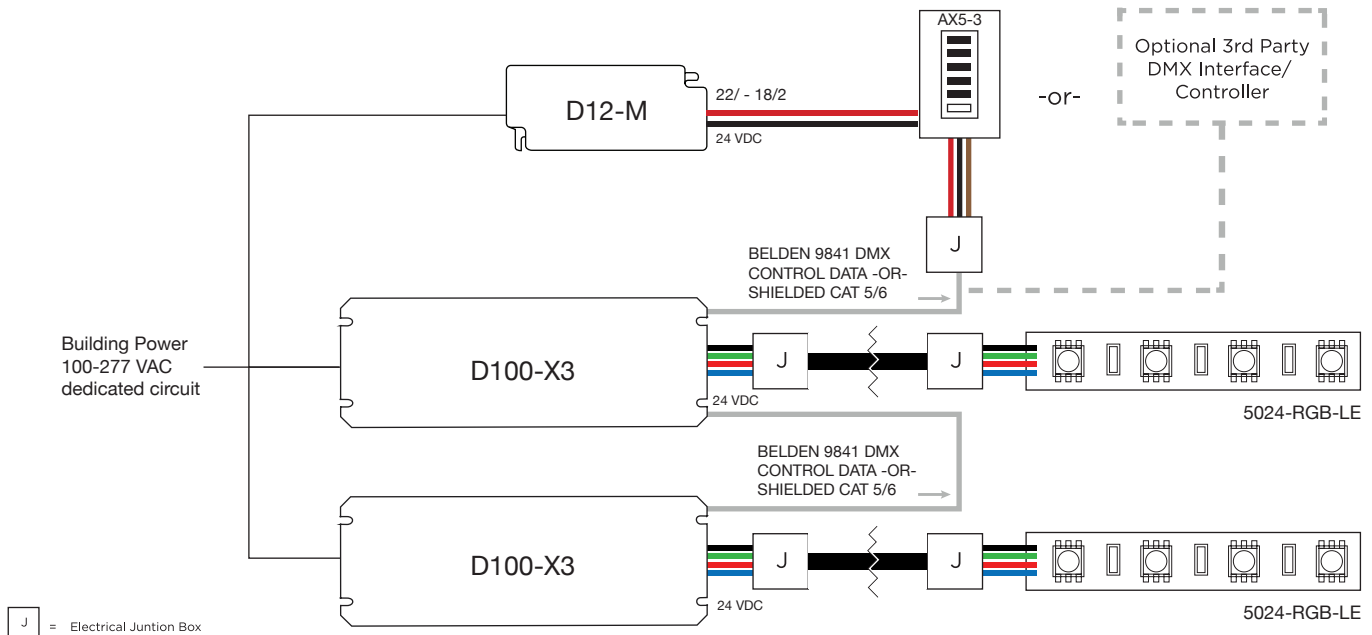 AX5-3
Optional 3rd Party
DMX Interface/
Controller
-or-
D12-M
22/ - 18/2
24 VDC
J
BELDEN 9841 DMX
CONTROL DATA -OR-
SHIELDED CAT 5/6
Building Power
100-277 VAC
dedicated circuit
D100-X3
J
J
24 VDC
5024-RGB-LE
BELDEN 9841 DMX
CONTROL DATA -OR-
SHIELDED CAT 5/6
D100-X3
J
J
24 VDC
5024-RGB-LE
J = Electrical Juntion Box